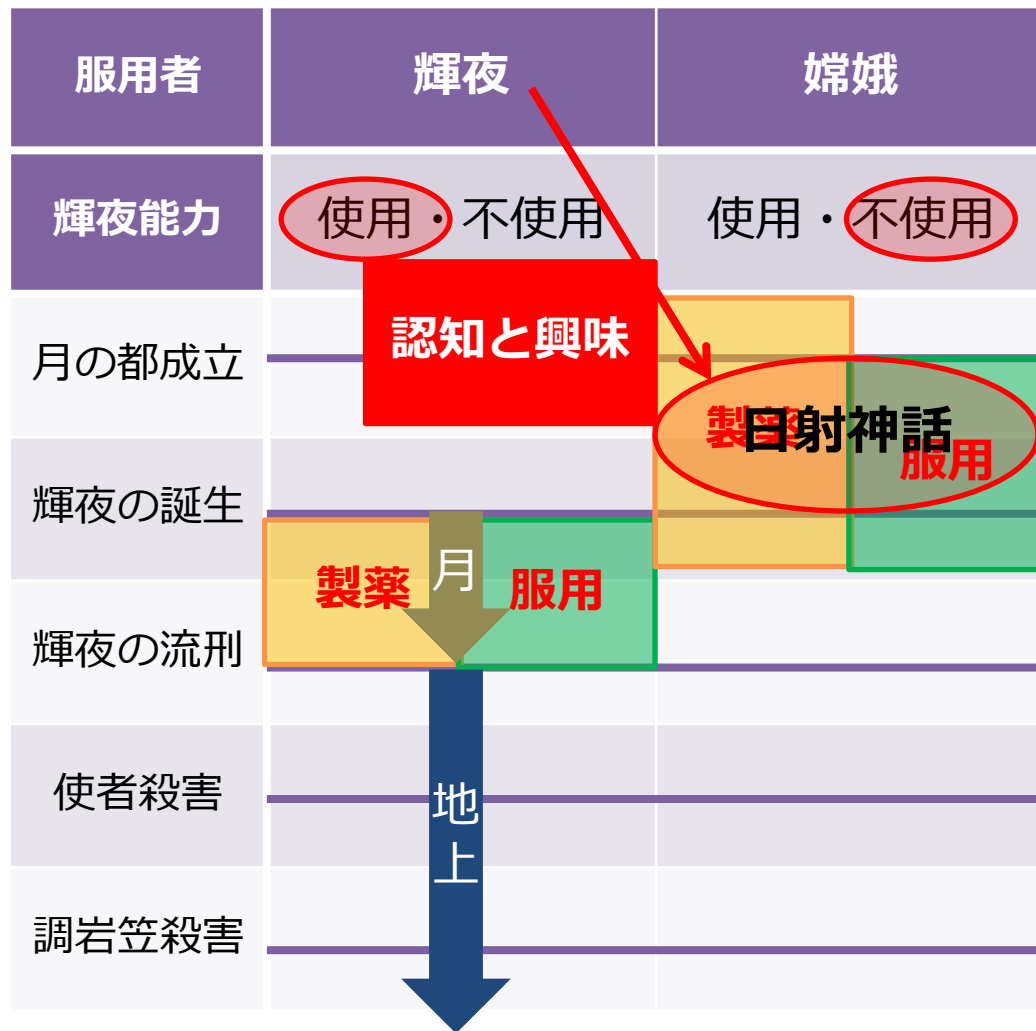 服用者
輝夜
嫦娥
輝夜能力
使用・不使用
使用・不使用
認知と興味
月の都成立
製薬
日射神話
服用
輝夜の誕生
製薬
月
服用
輝夜の流刑
使者殺害
地上
調岩笠殺害